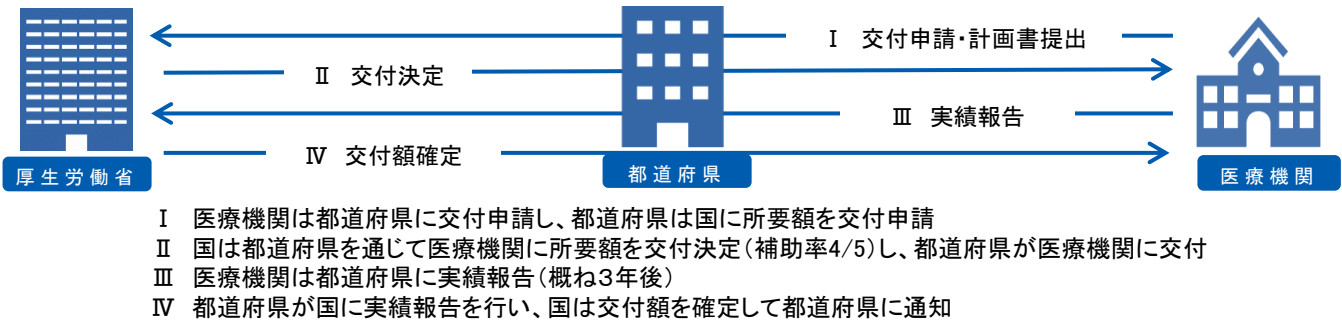 Ⅰ 交付申請・計画書提出
Ⅱ 交付決定
Ⅲ 実績報告
Ⅳ 交付額確定
厚生労働省
都道府県
医療機関
Ⅰ 医療機関は都道府県に交付申請し、都道府県は国に所要額を交付申請
Ⅱ 国は都道府県を通じて医療機関に所要額を交付決定(補助率4/5)し、都道府県が医療機関に交付
Ⅲ 医療機関は都道府県に実績報告(概ね3年後)
Ⅳ 都道府県が国に実績報告を行い、国は交付額を確定して都道府県に通知